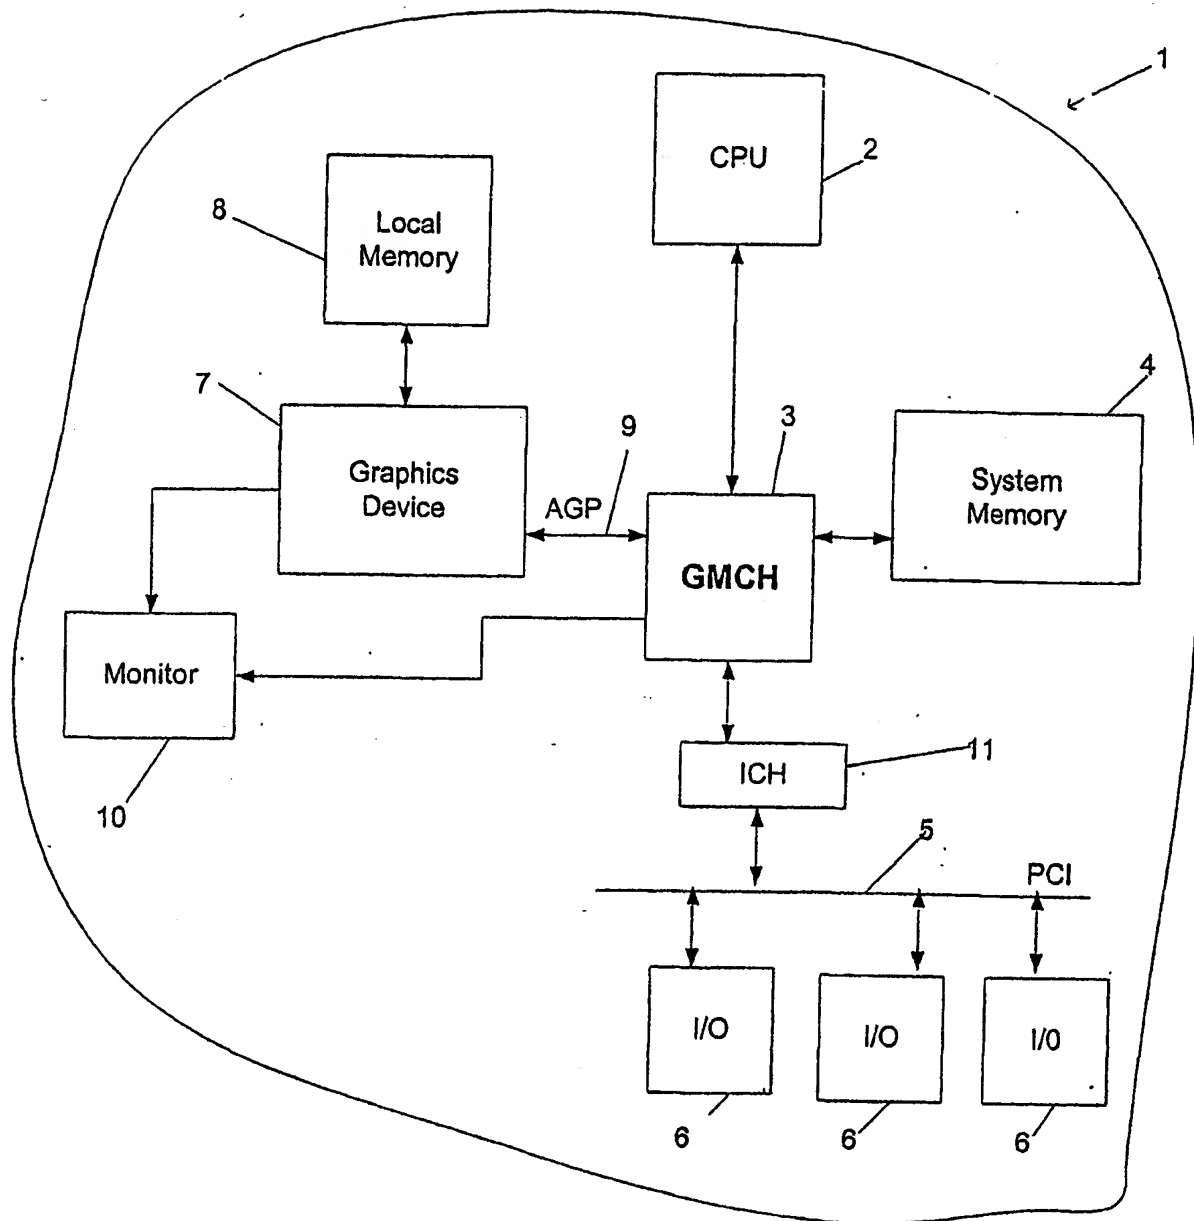 1
CPU
2
Local
Memory
8
7
Graphics
Device
9
AGP
3
GMCH
4
System
Memory
Monitor
10
ICH
11
5
PCI
I/O
I/O
I/0
6
6
6